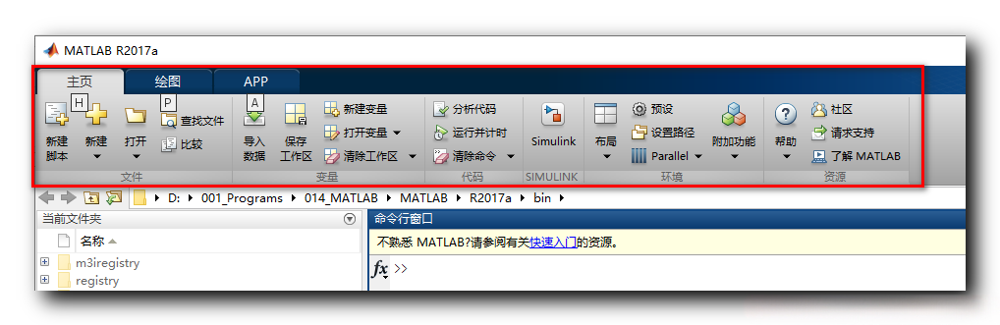 MATLAB R2017a
主页 绘图 APP
H P A
新建脚本 新建 打开 查找文件 比较 导入数据 保存工作区 新建变量 打开变量 清除工作区 分析代码 运行并计时 清除命令 Simulink 布局 预设 设置路径 Parallel 附加功能 帮助 社区 请求支持 了解 MATLAB
文件 变量 代码 SIMULINK 环境 资源
D: 001_Programs 014_MATLAB MATLAB R2017a bin
当前文件夹
名称
m3iregistry
registry
命令行窗口
不熟悉 MATLAB?请参阅有关快速入门的资源。
fx >>